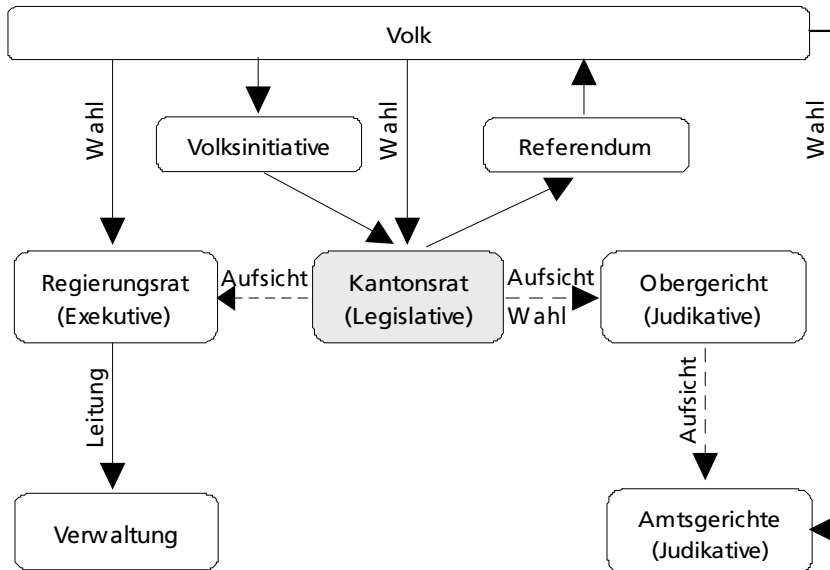 Volk
Wahl
Wahl
Wahl
Volksinitiative
Referendum
Regierungsrat
(Exekutive)
Aufsicht
Kantonsrat
(Legislative)
Aufsicht
Wahl
Obergericht
(Judikative)
Leitung
Aufsicht
Verwaltung
Amtsgerichte
(Judikative)